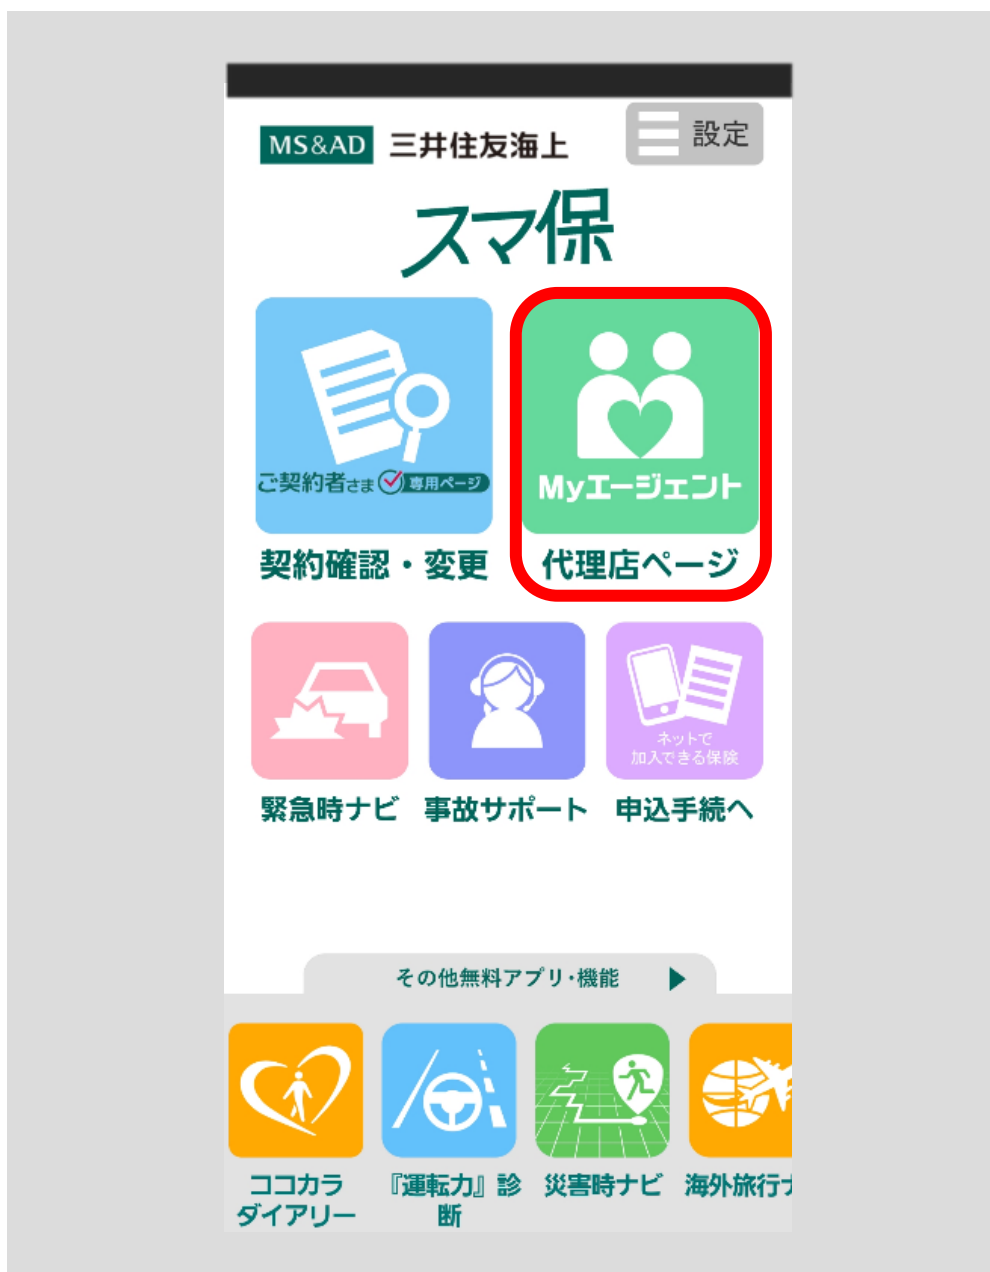 MS&AD 三井住友海上
設定
スマ保
ご契約者さま 専用ページ
Myエージェント
契約確認・変更
代理店ページ
ネットで
加入できる保険
緊急時ナビ
事故サポート
申込手続へ
その他無料アプリ・機能
ココカラ
ダイアリー
『運転力』診
断
災害時ナビ
海外旅行